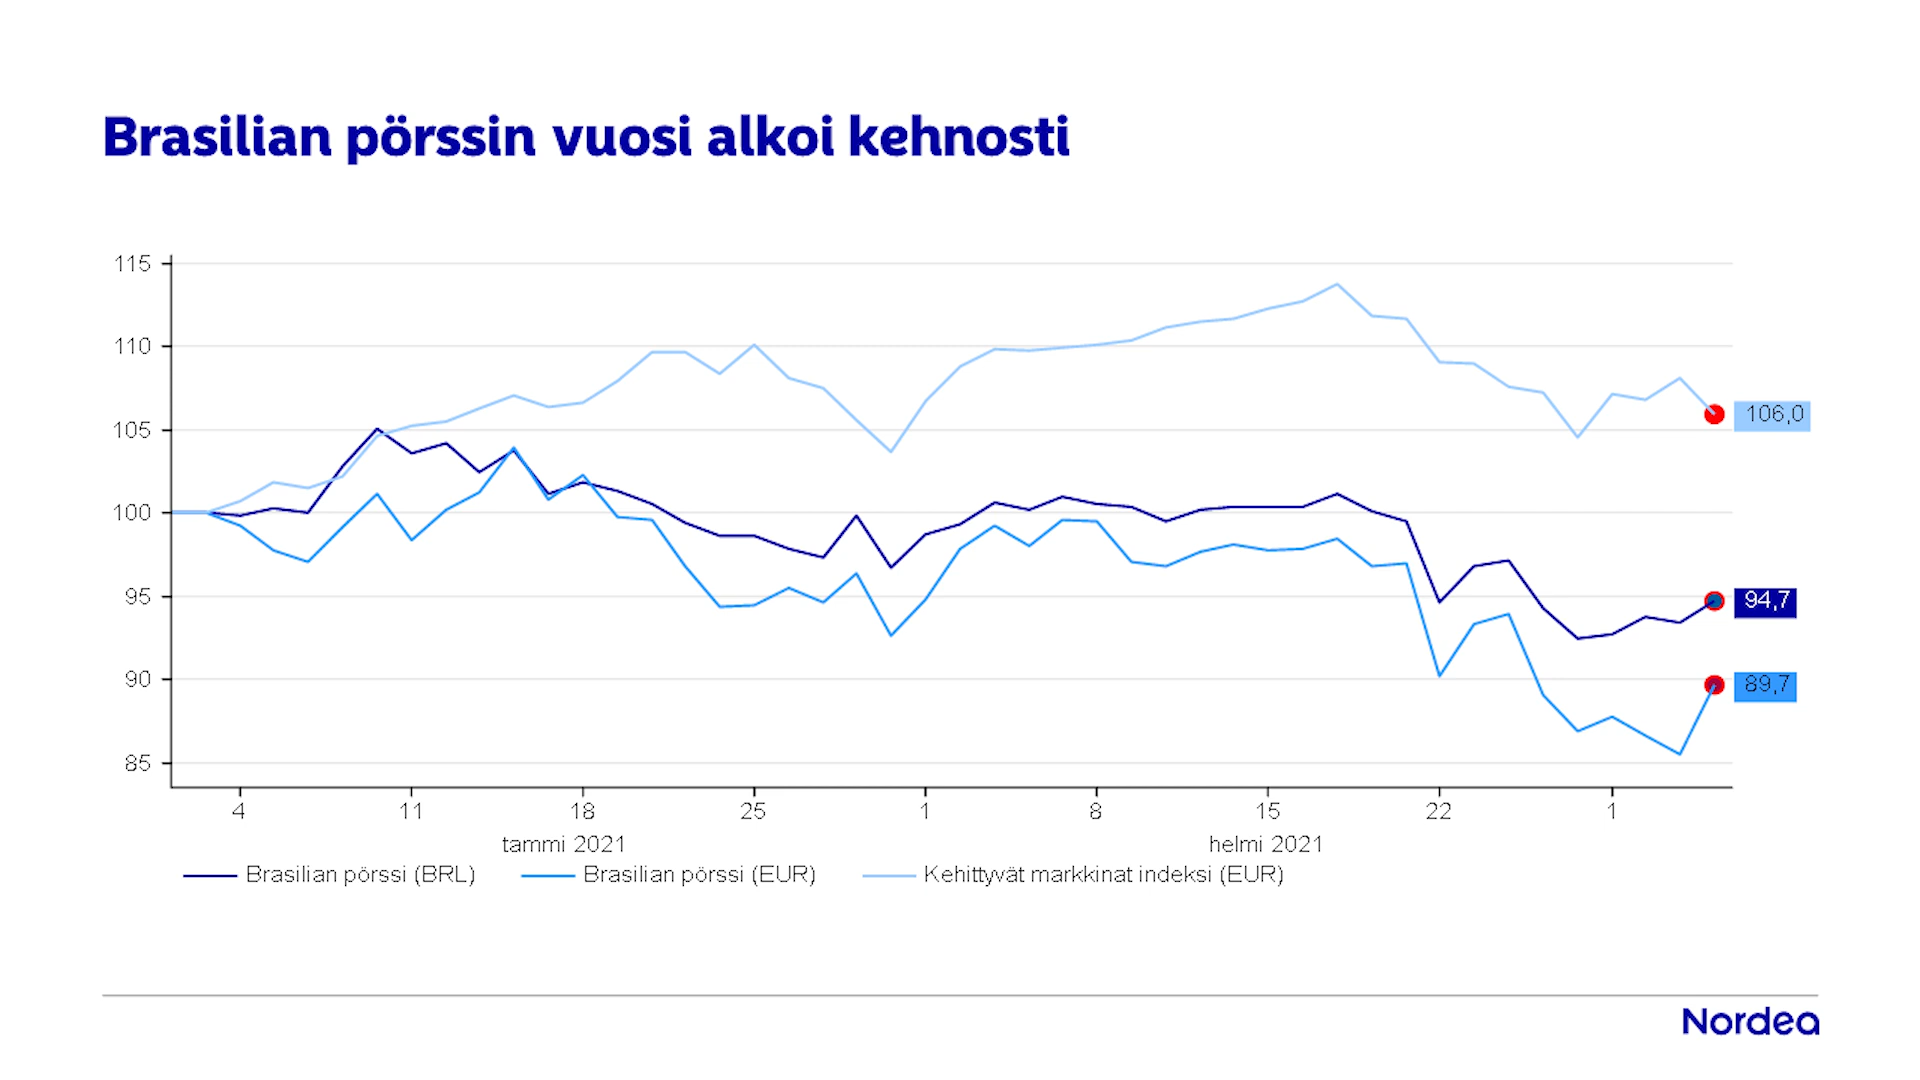 Brasilian pörssin vuosi alkoi kehnosti
115
110
105
100
95
90
85
106,0
94,7
89,7
4 11 18 25 1 8 15 22 1
tammi 2021 helmi 2021
Brasilian pörssi (BRL) Brasilian pörssi (EUR) Kehittyvät markkinat indeksi (EUR)
Nordea